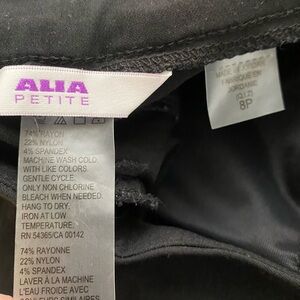 ALIA
PETITE
74% RAYON
22% NYLON
4% SPANDEX
MACHINE WASH COLD
WITH LIKE COLORS.
GENTLE CYCLE.
ONLY NON CHLORINE
BLEACH WHEN NEEDED.
HANG TO DRY.
IRON AT LOW
TEMPERATURE.
RN 54365/CA 00142
74% RAYONNE
22% NYLON
4% SPANDEX
LAVER À LA MACHINE
L'EAU FROIDE AVEC
SIMILAIRES
MADE
FABRIQUE EN
JORDANIE
8P